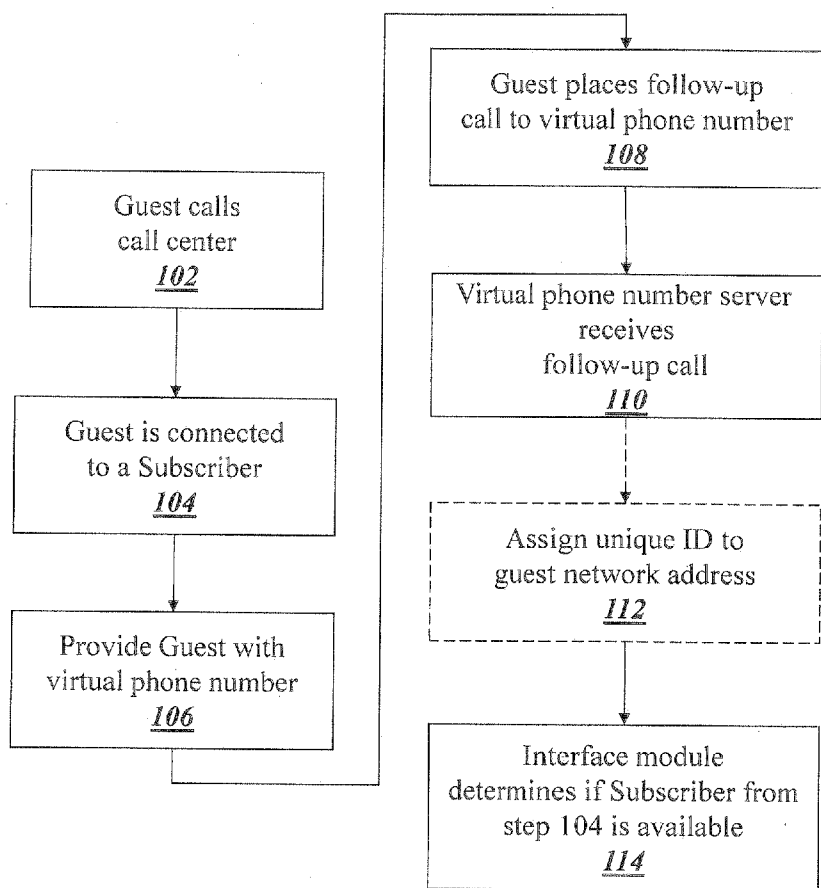 Guest calls
call center
102
Guest is connected
to a Subscriber
104
Provide Guest with
virtual phone number
106
Guest places follow-up
call to virtual phone number
108
Virtual phone number server
receives
follow-up call
110
Assign unique ID to
guest network address
112
Interface module
determines if Subscriber from
step 104 is available
114